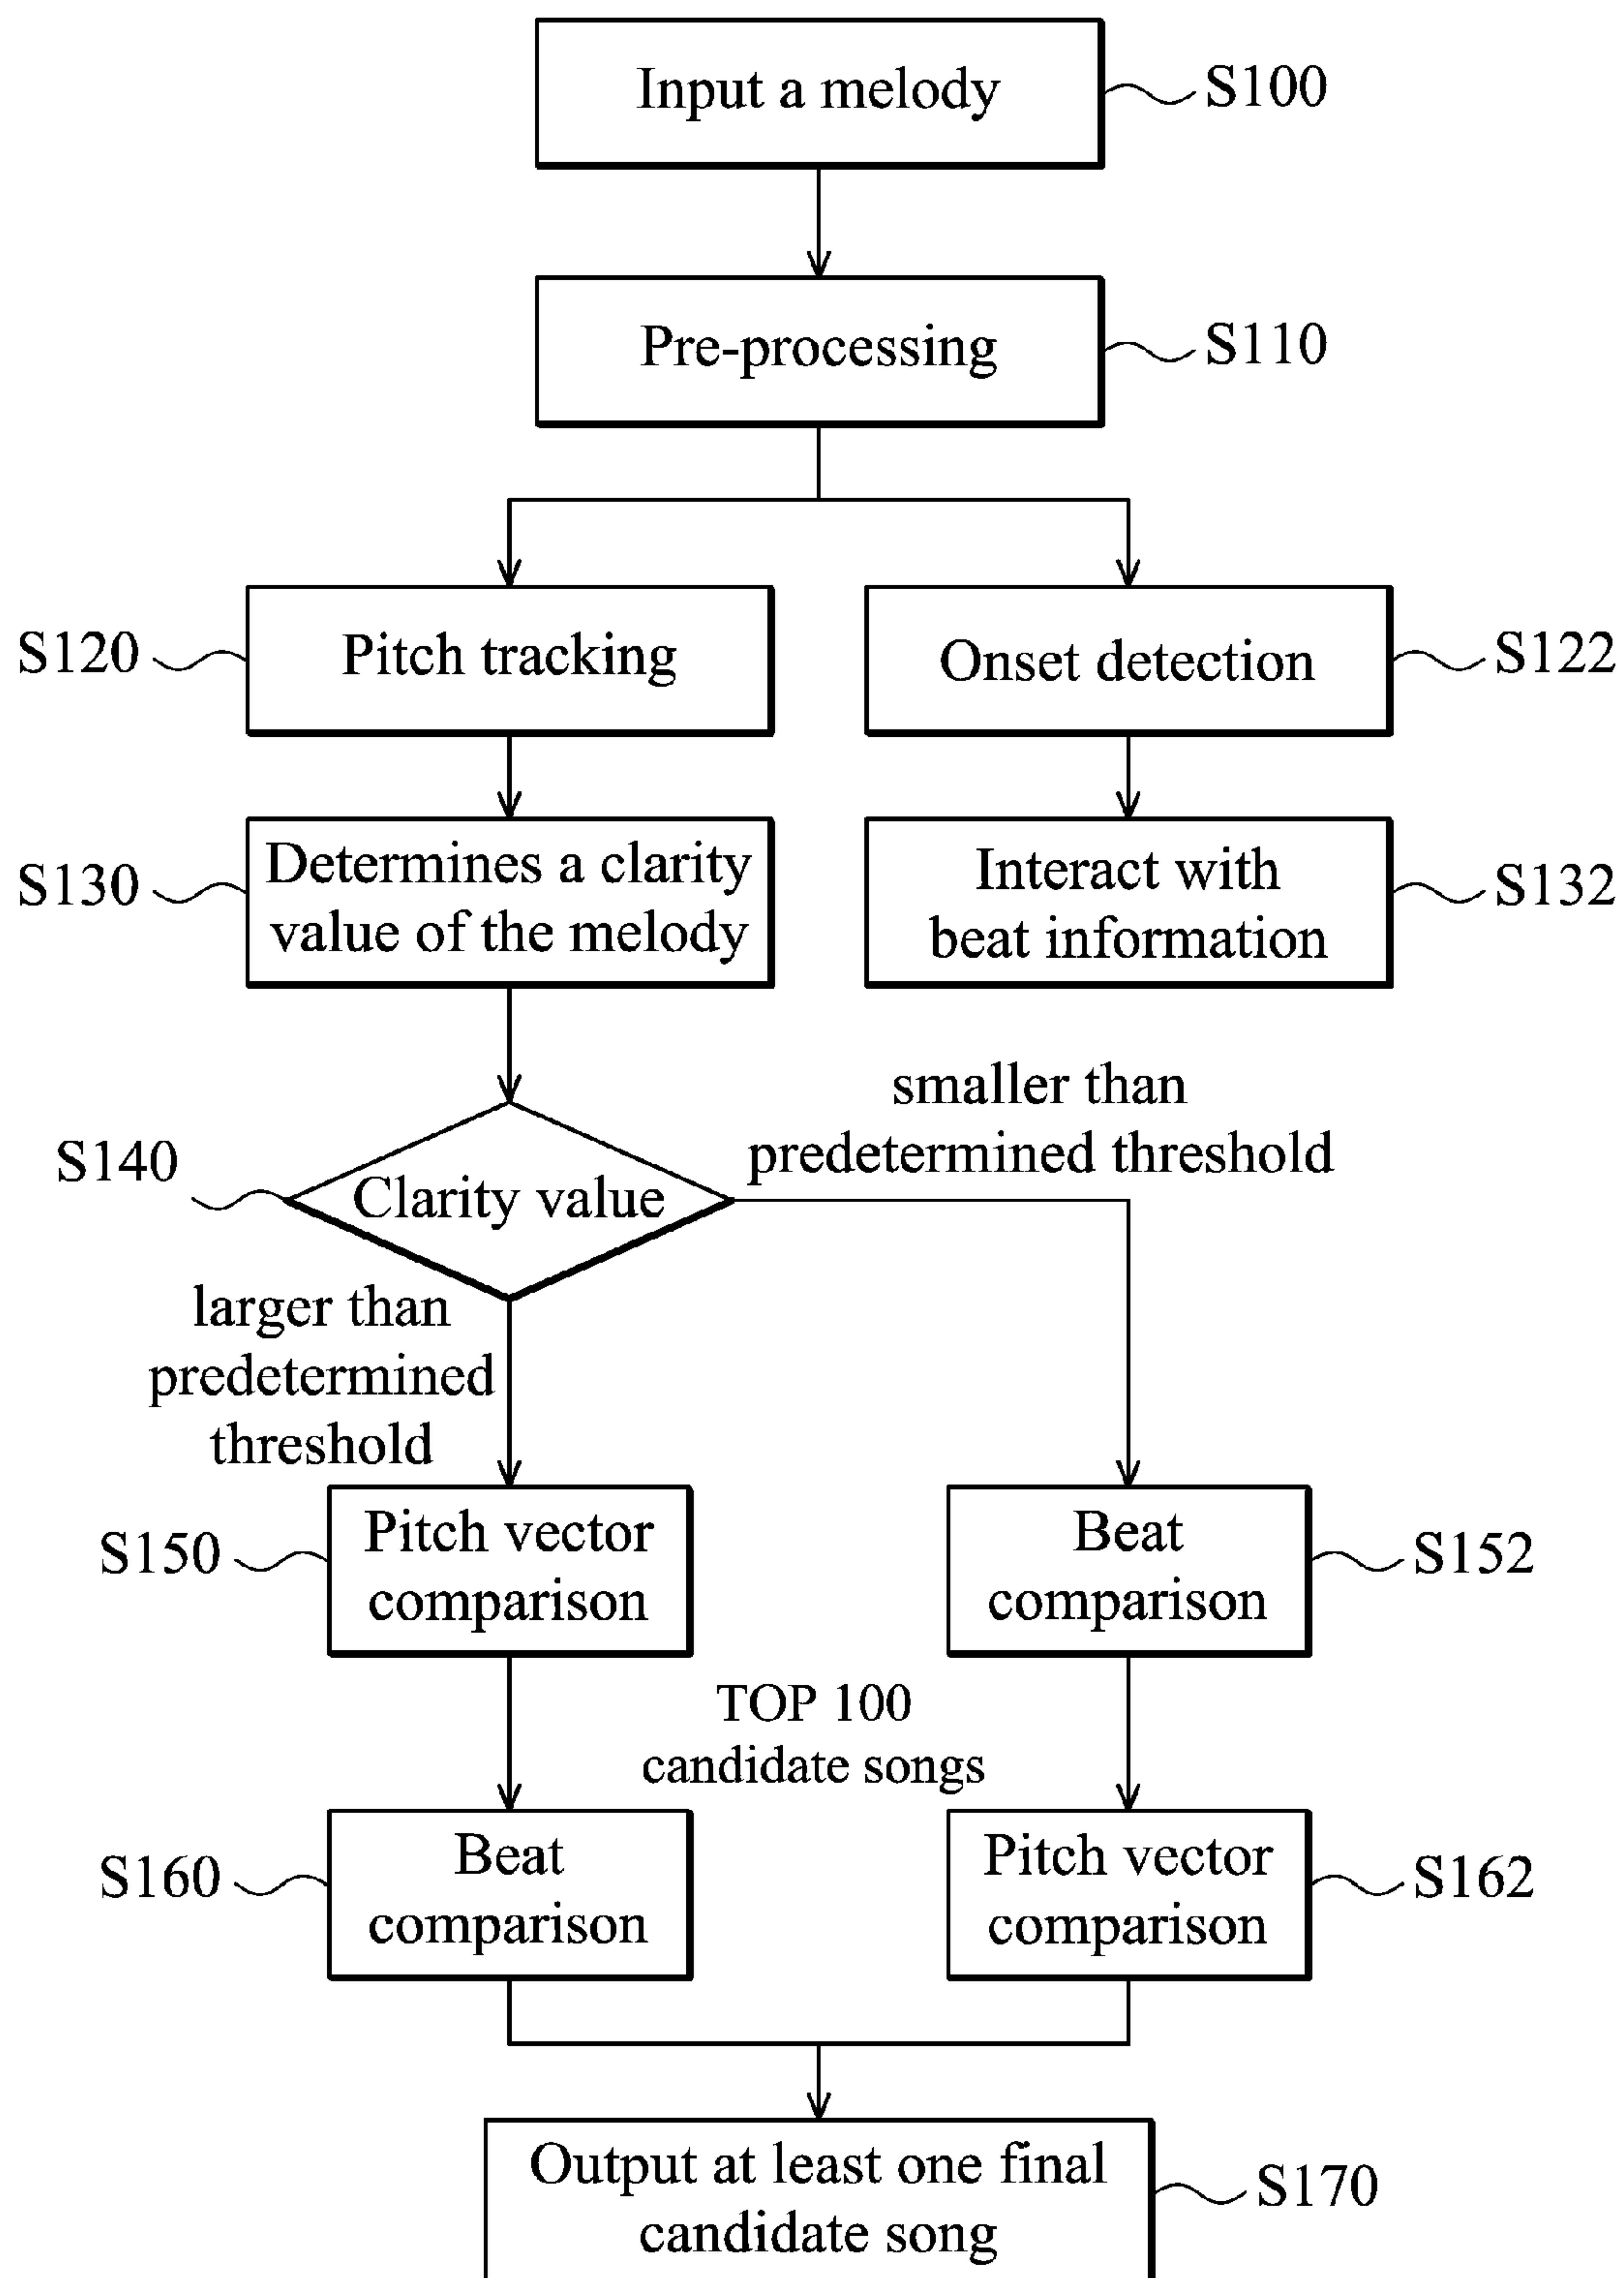 Input a melody
S100
Pre-processing
S110
S120
Pitch tracking
Onset detection
S122
S130
Determines a clarity
value of the melody
Interact with
beat information
S132
smaller than
predetermined threshold
S140
Clarity value
larger than
predetermined
threshold
S150
Pitch vector
comparison
Beat
comparison
S152
TOP 100
candidate songs
S160
Beat
comparison
Pitch vector
comparison
S162
Output at least one final
candidate song
S170